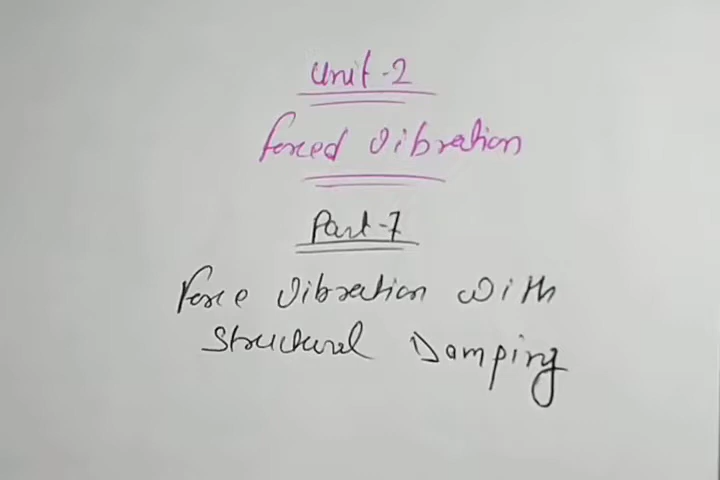 Unit-2
Forced Vibration
Part-7
Force Vibration with
Structural Damping